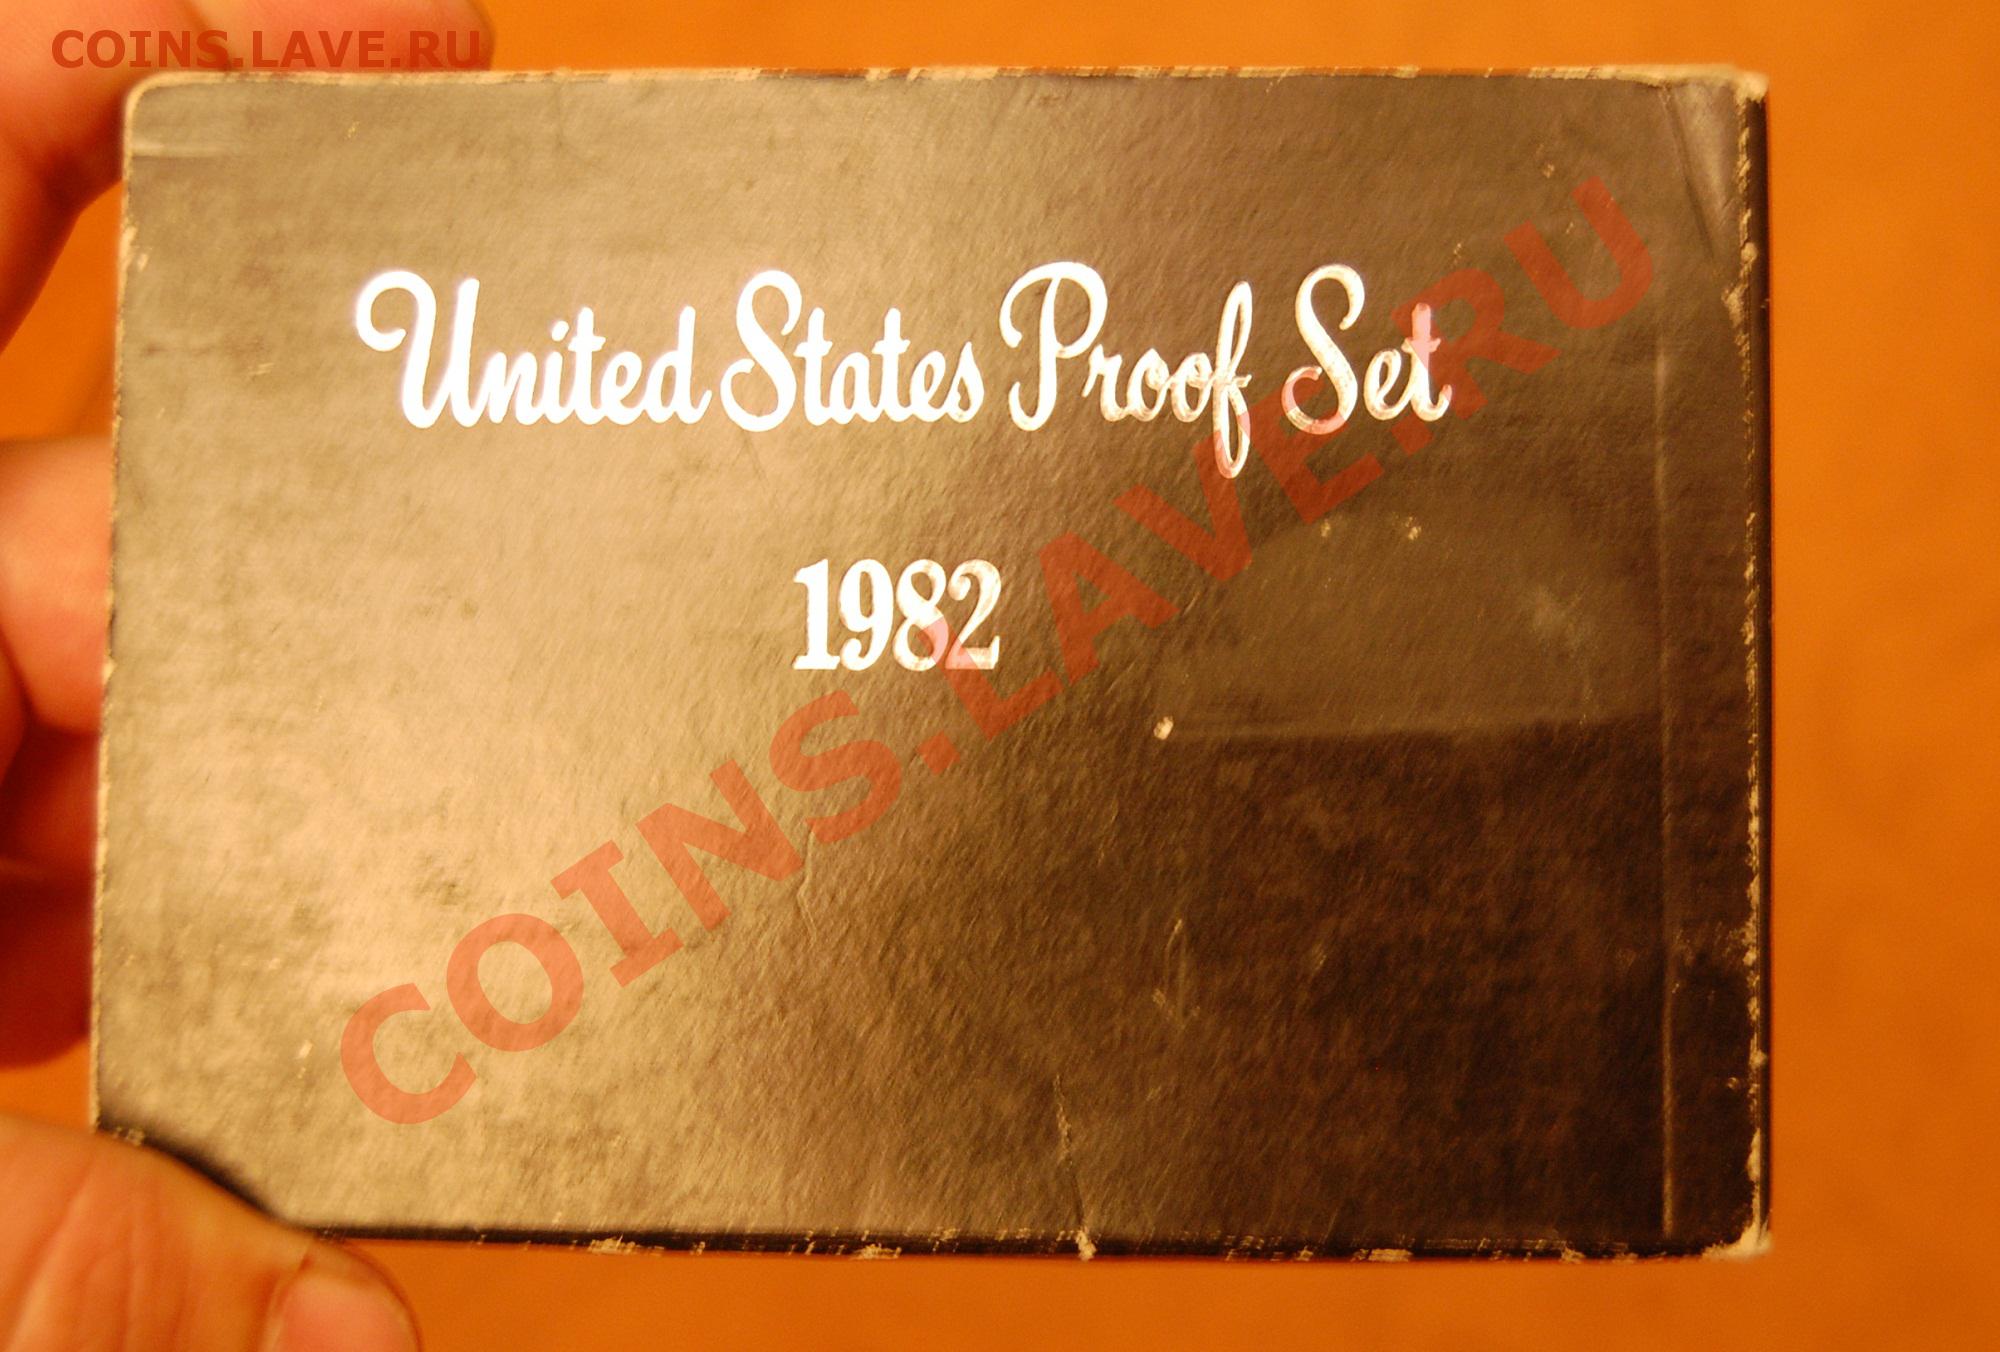 COINS.LAVE.RU
United States Proof Set
1982
COINS.LAVE.RU